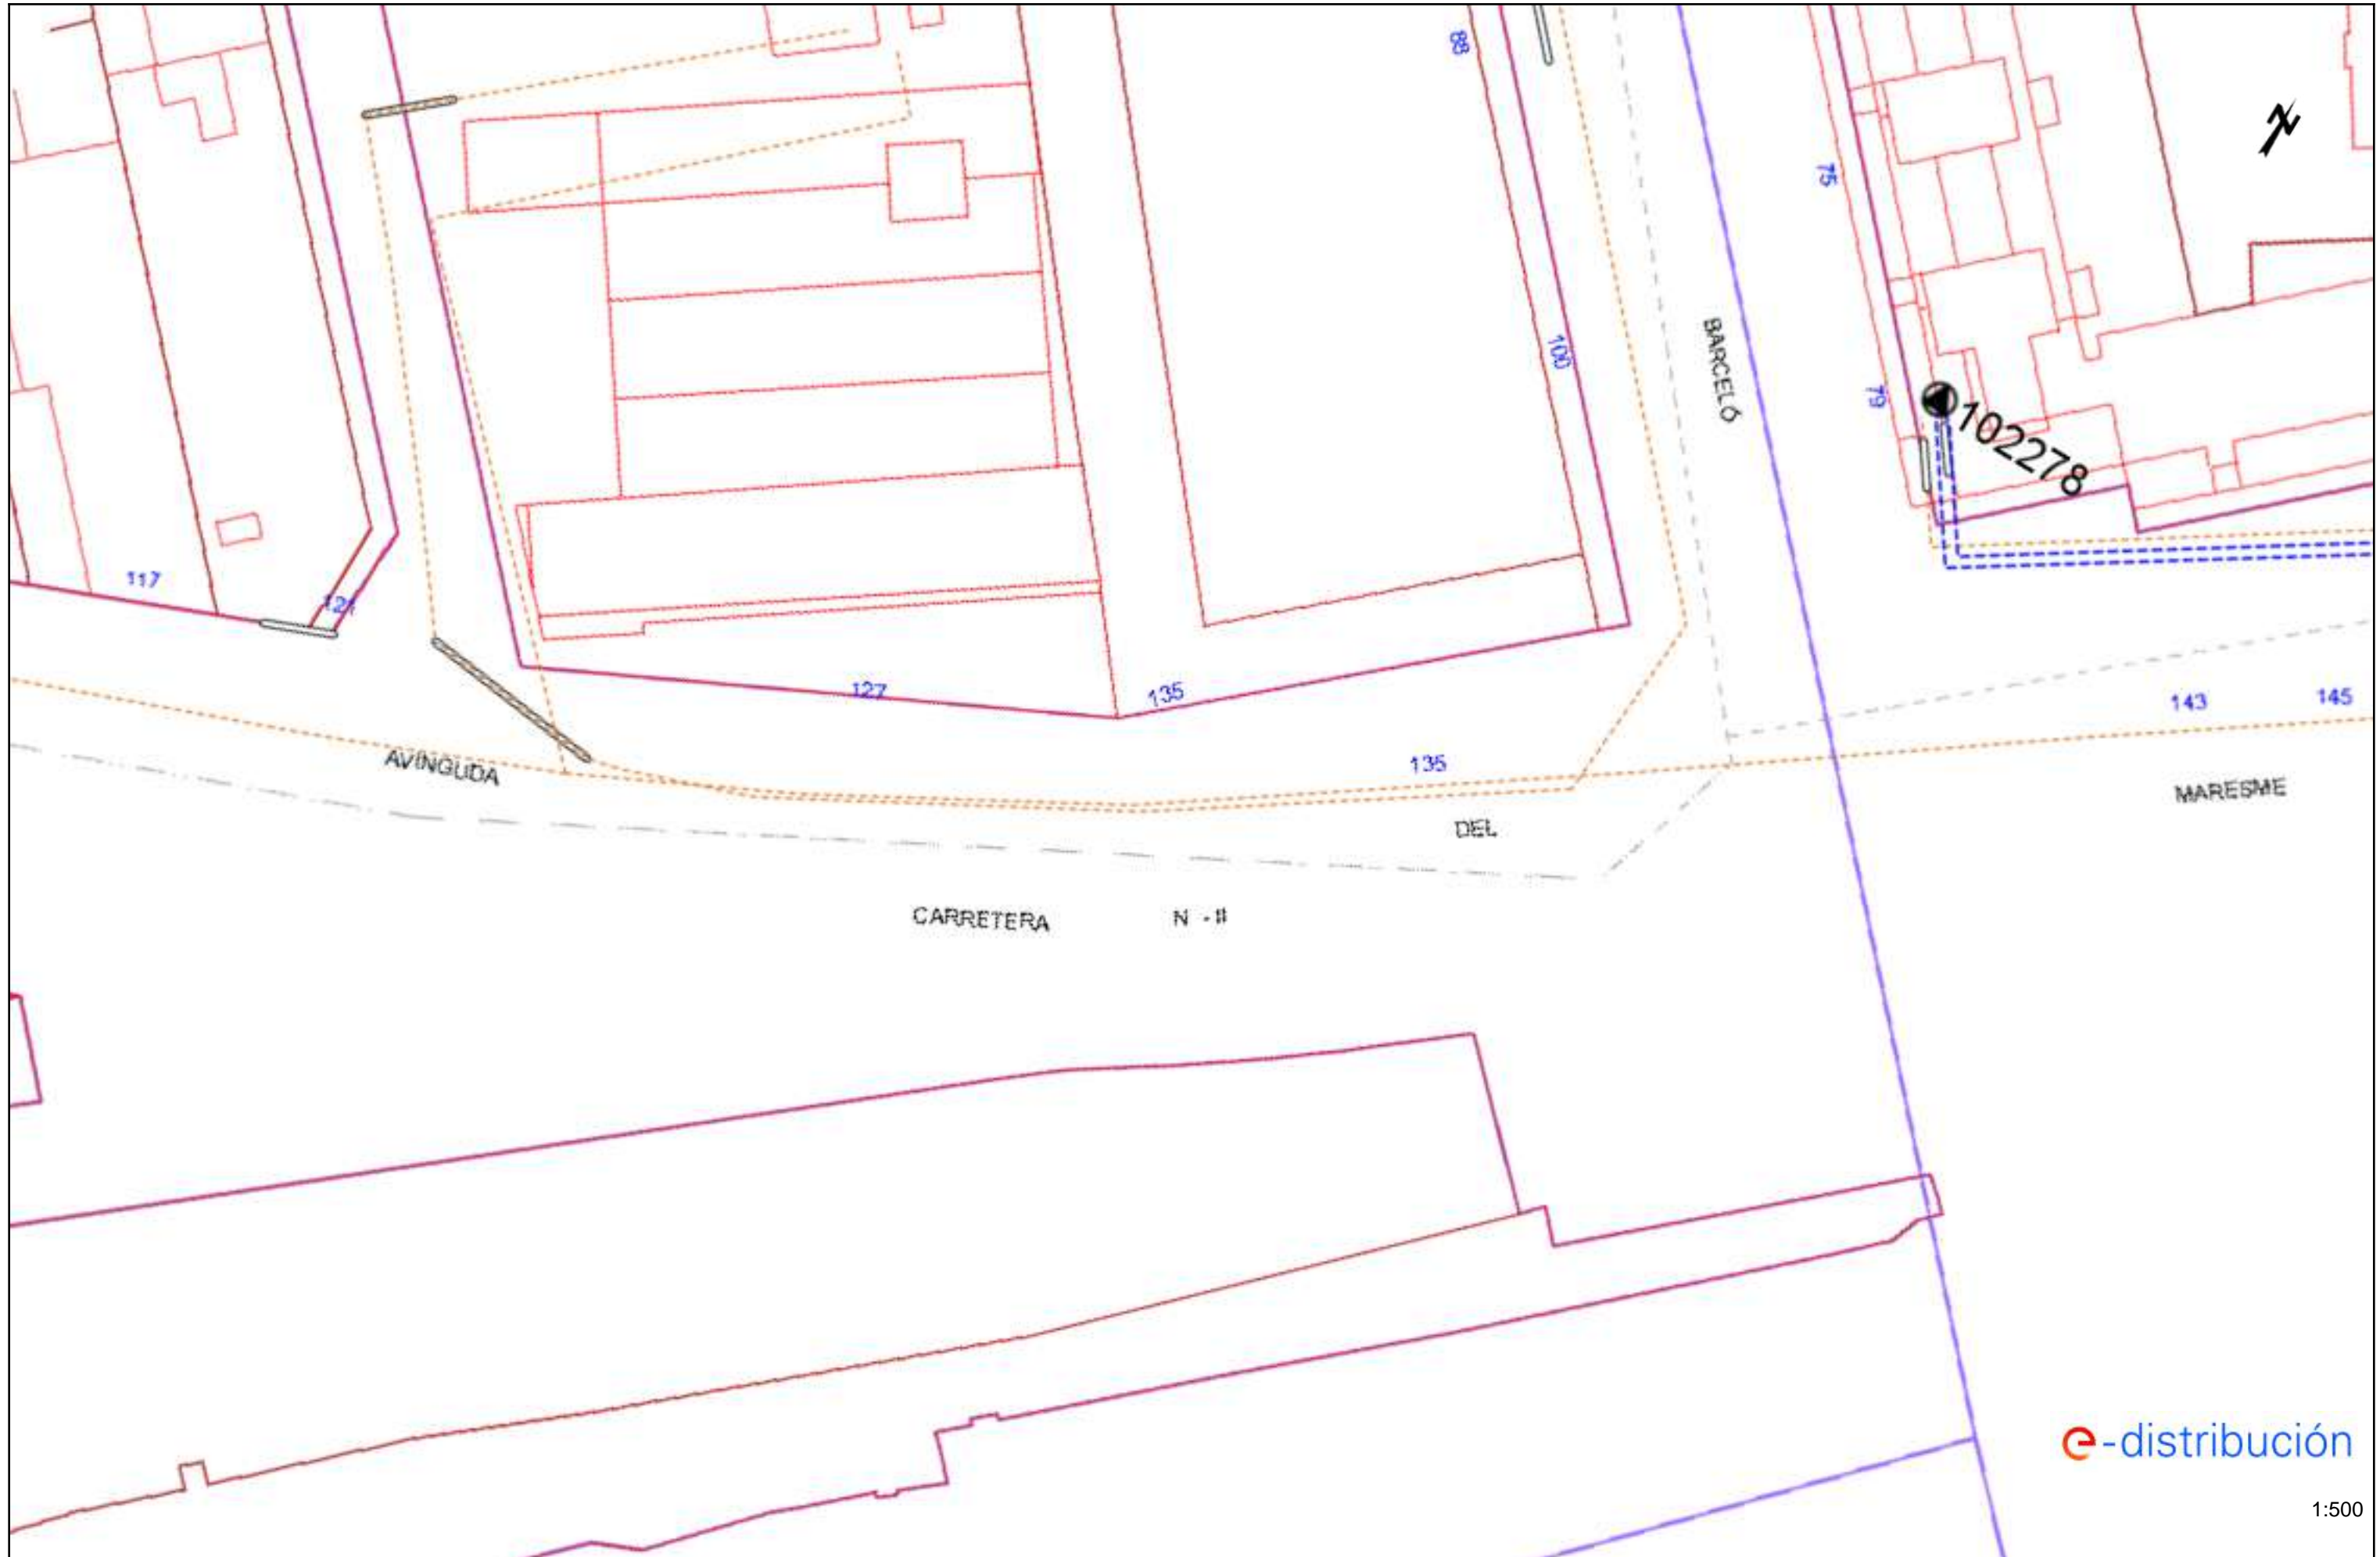 88
75
100
BARCELÓ
79
102278
117
121
127
135
143
145
135
AVINGUDA
MARESME
DEL
CARRETERA N -II
e-distribución
1:500